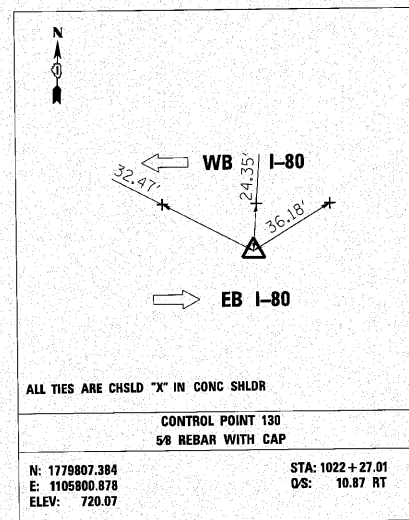 N
32.47'
WB I-80
24.35'
36.18'
EB I-80
ALL TIES ARE CHSLD "X" IN CONC SHLDR
CONTROL POINT 130
5/8 REBAR WITH CAP
N: 1779807.384
E: 1105800.878
ELEV: 720.07
STA: 1022+27.01
O/S: 10.87 RT